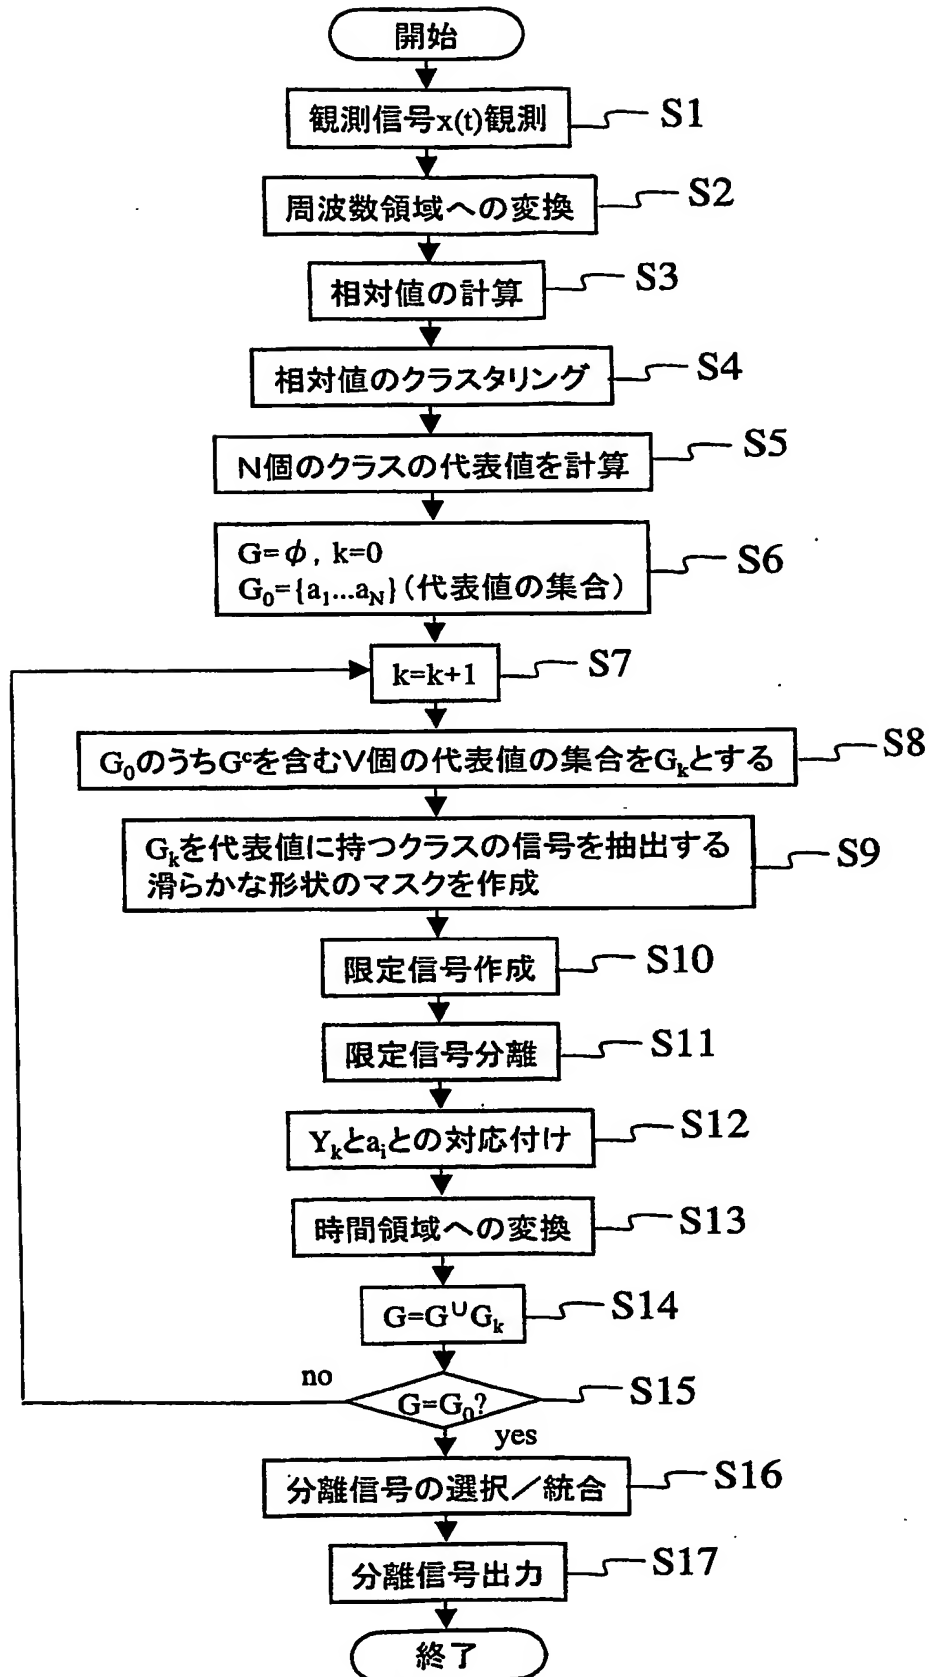 開始
観測信号x(t)観測
S1
周波数領域への変換
S2
相対値の計算
S3
相対値のクラスタリング
S4
N個のクラスの代表値を計算
S5
G=φ, k=0
G₀={a₁...a_N}(代表値の集合)
S6
k=k+1
S7
G₀のうちGᶜを含むV個の代表値の集合をGₖとする
S8
Gₖを代表値に持つクラスの信号を抽出する
滑らかな形状のマスクを作成
S9
限定信号作成
S10
限定信号分離
S11
Yₖとaᵢとの対応付け
S12
時間領域への変換
S13
G=G∪Gₖ
S14
no
G=G₀?
S15
yes
分離信号の選択/統合
S16
分離信号出力
S17
終了